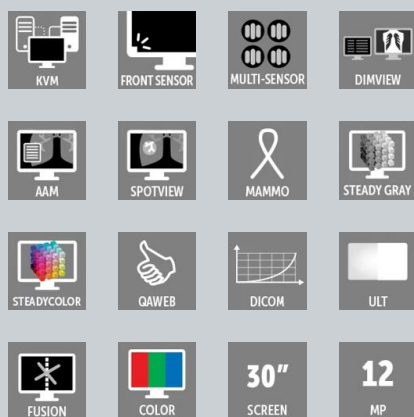 KVM
FRONT SENSOR
MULTI-SENSOR
DIMVIEW
AAM
SPOTVIEW
MAMMO
STEADY GRAY
STEADYCOLOR
QAWEB
DICOM
ULT
FUSION
COLOR
30"
SCREEN
12
MP